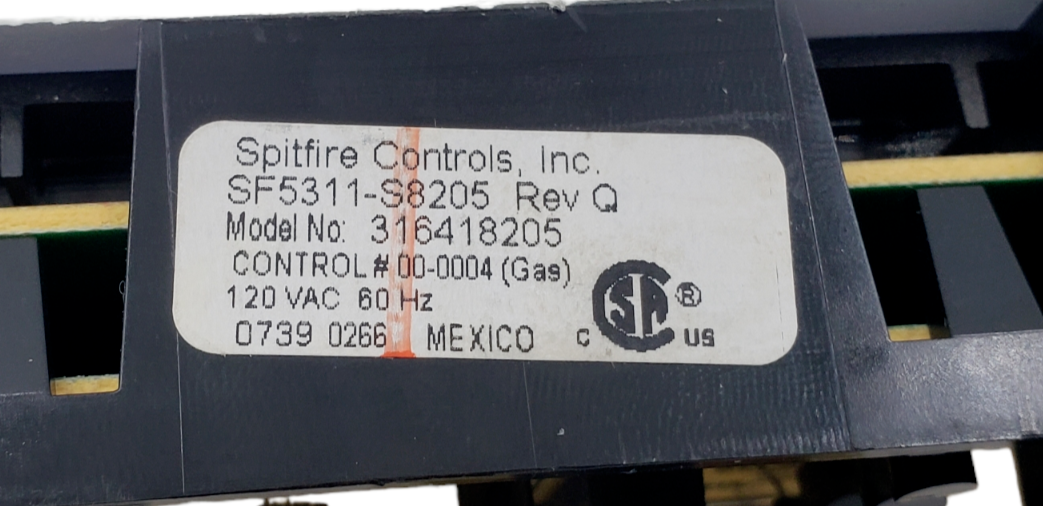 Spitfire Controls, Inc.
SF5311-S8205 Rev Q
Model No: 316418205
CONTROL# 00-0004 (Gas)
120 VAC 60 Hz
0739 0266 MEXICO C SA ® US